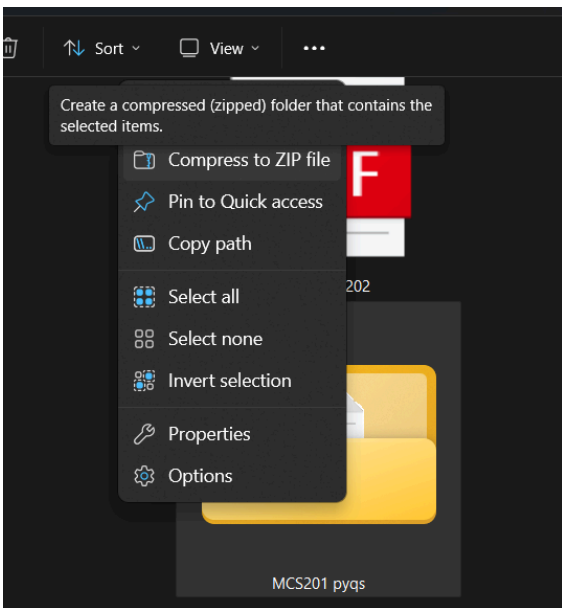 Sort
View
Create a compressed (zipped) folder that contains the
selected items.
Compress to ZIP file
F
Pin to Quick access
Copy path
202
Select all
Select none
Invert selection
Properties
Options
MCS201 pyqs